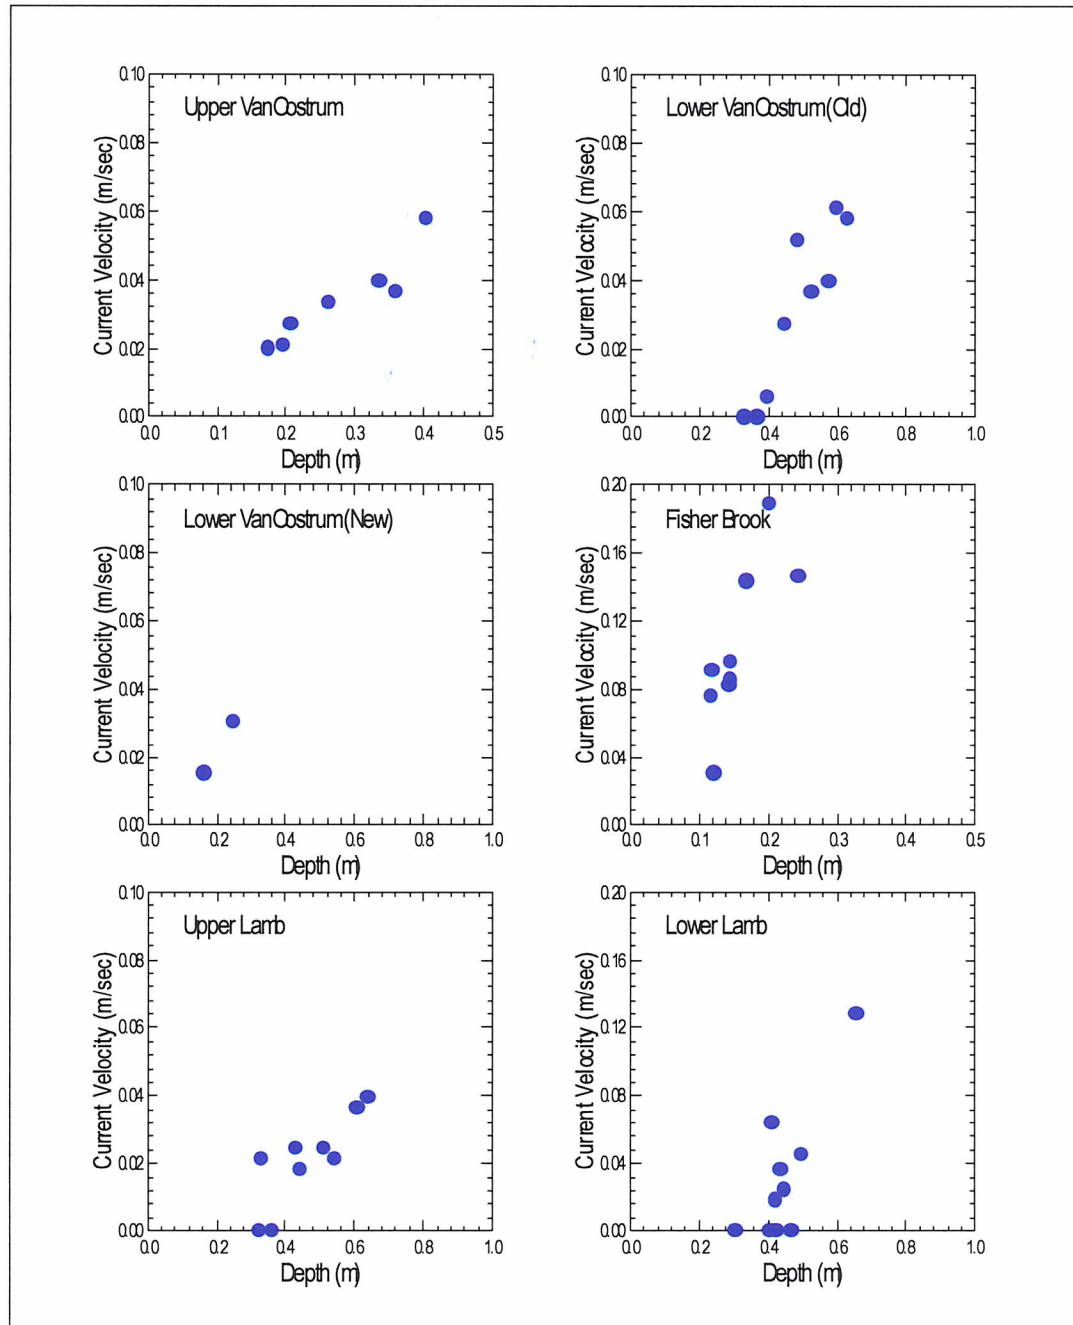 Upper VanOostrum
0.10
0.08
0.06
0.04
0.02
0.00
Current Velocity (m/sec)
0.0 0.1 0.2 0.3 0.4 0.5
Depth (m)
Lower VanOostrum(Old)
0.10
0.08
0.06
0.04
0.02
0.00
Current Velocity (m/sec)
0.0 0.2 0.4 0.6 0.8 1.0
Depth (m)
Lower VanOostrum(New)
0.10
0.08
0.06
0.04
0.02
0.00
Current Velocity (m/sec)
0.0 0.2 0.4 0.6 0.8 1.0
Depth (m)
Fisher Brook
0.20
0.16
0.12
0.08
0.04
0.00
Current Velocity (m/sec)
0.0 0.1 0.2 0.3 0.4 0.5
Depth (m)
Upper Lamb
0.10
0.08
0.06
0.04
0.02
0.00
Current Velocity (m/sec)
0.0 0.2 0.4 0.6 0.8 1.0
Depth (m)
Lower Lamb
0.20
0.16
0.12
0.08
0.04
0.00
Current Velocity (m/sec)
0.0 0.2 0.4 0.6 0.8 1.0
Depth (m)